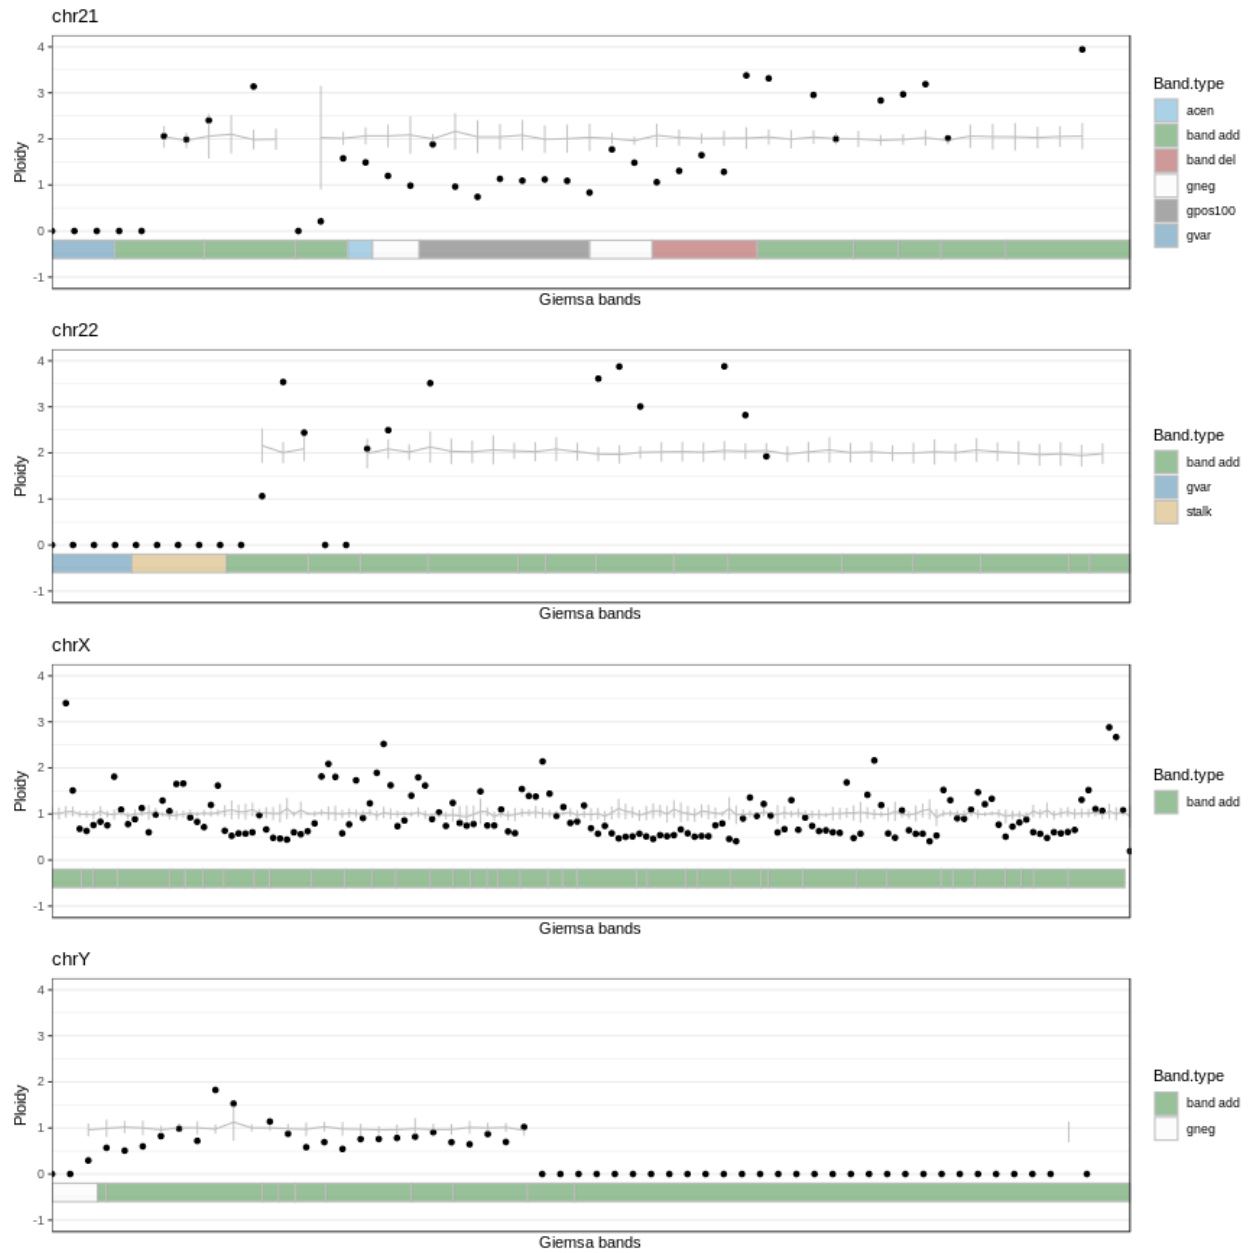 chr21
4
3
2
1
0
-1
Ploidy
Giemsa bands
Band.type
acen
band add
band del
gneg
gpos100
gvar
chr22
4
3
2
1
0
-1
Ploidy
Giemsa bands
Band.type
band add
gvar
stalk
chrX
4
3
2
1
0
-1
Ploidy
Giemsa bands
Band.type
band add
chrY
4
3
2
1
0
-1
Ploidy
Giemsa bands
Band.type
band add
gneg